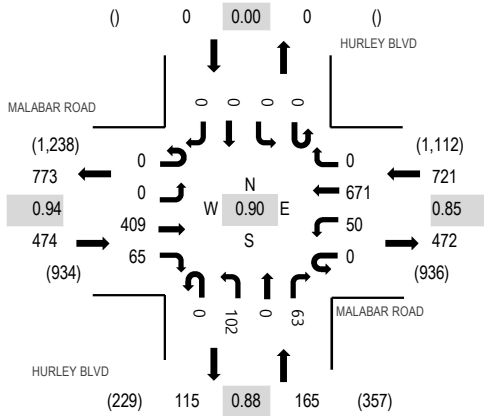 () 0 0.00 0 ()
HURLEY BLVD
0 0 0 0
MALABAR ROAD
(1,238) 0 0 (1,112)
773 721
0 N 671
0.94 W 0.90 E 0.85
409 50
474 S 472
65 0
(934) (936)
0 102 0 63
MALABAR ROAD
HURLEY BLVD
(229) 115 0.88 165 (357)